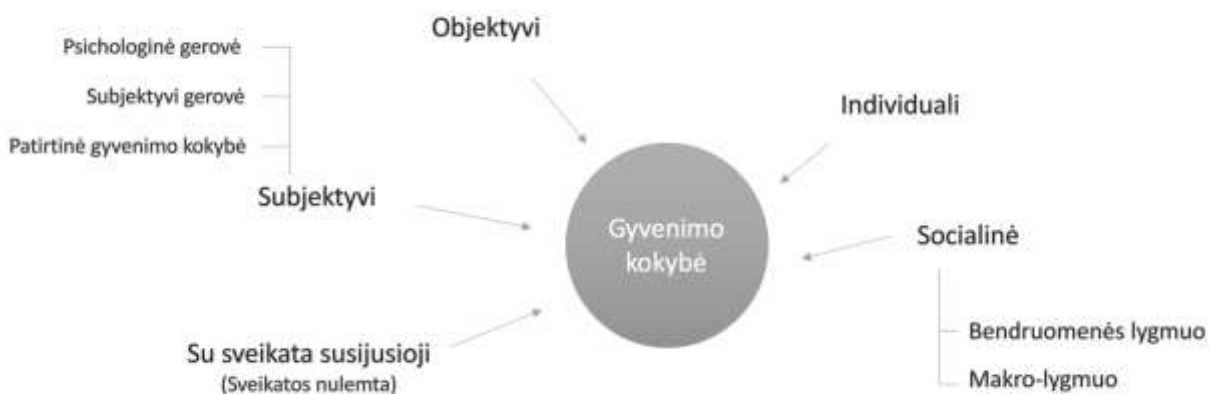 Objektyvi
Psichologinė gerovė
Subjektyvi gerovė
Patirtinė gyvenimo kokybė
Subjektyvi
Su sveikata susijusioji
(Sveikatos nulemta)
Gyvenimo
kokybė
Individuali
Socialinė
Bendruomenės lygmuo
Makro-lygmuo